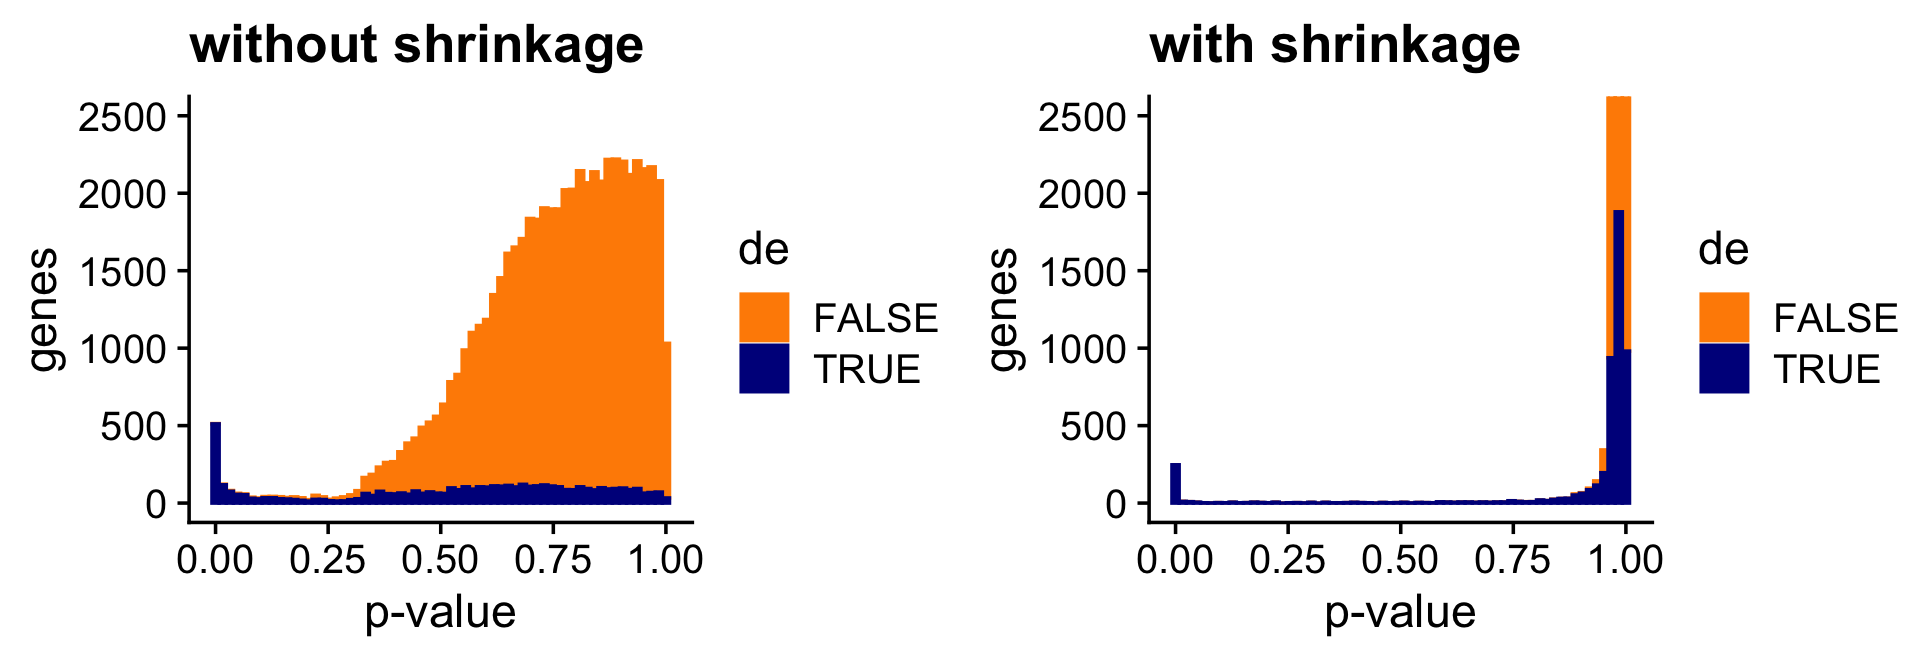 without shrinkage
2500
2000
1500
1000
500
0
genes
0.00 0.25 0.50 0.75 1.00
p-value
de
FALSE
TRUE
with shrinkage
2500
2000
1500
1000
500
0
genes
0.00 0.25 0.50 0.75 1.00
p-value
de
FALSE
TRUE